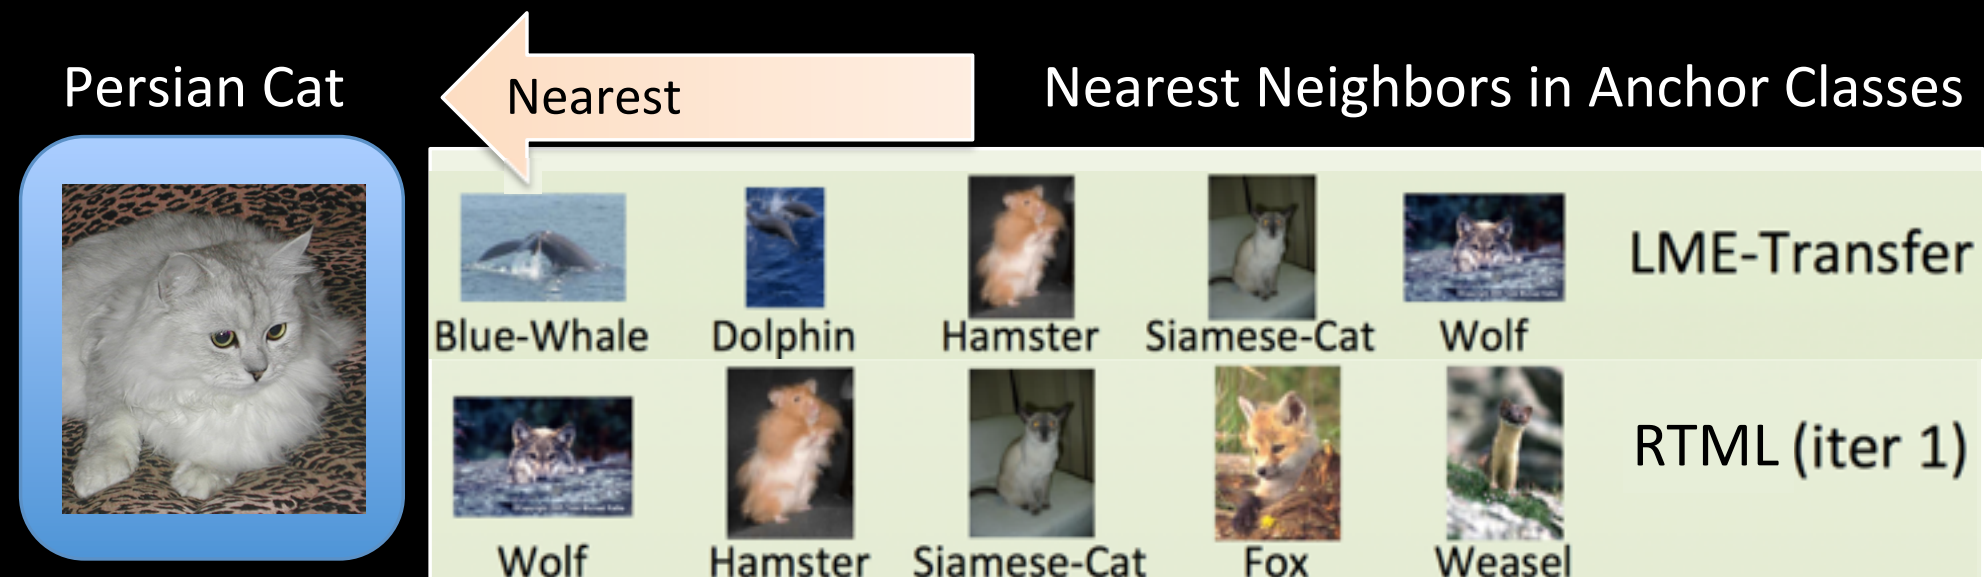 Persian Cat
Nearest
Nearest Neighbors in Anchor Classes
Blue-Whale
Dolphin
Hamster
Siamese-Cat
Wolf
LME-Transfer
Wolf
Hamster
Siamese-Cat
Fox
Weasel
RTML (iter 1)